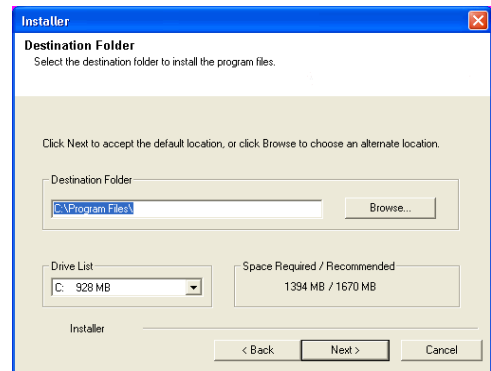 Installer
Destination Folder
Select the destination folder to install the program files.
Click Next to accept the default location, or click Browse to choose an alternate location.
Destination Folder
C:\Program Files\
Browse...
Drive List
Space Required / Recommended
C: 928 MB
1394 MB / 1670 MB
Installer
< Back
Next >
Cancel